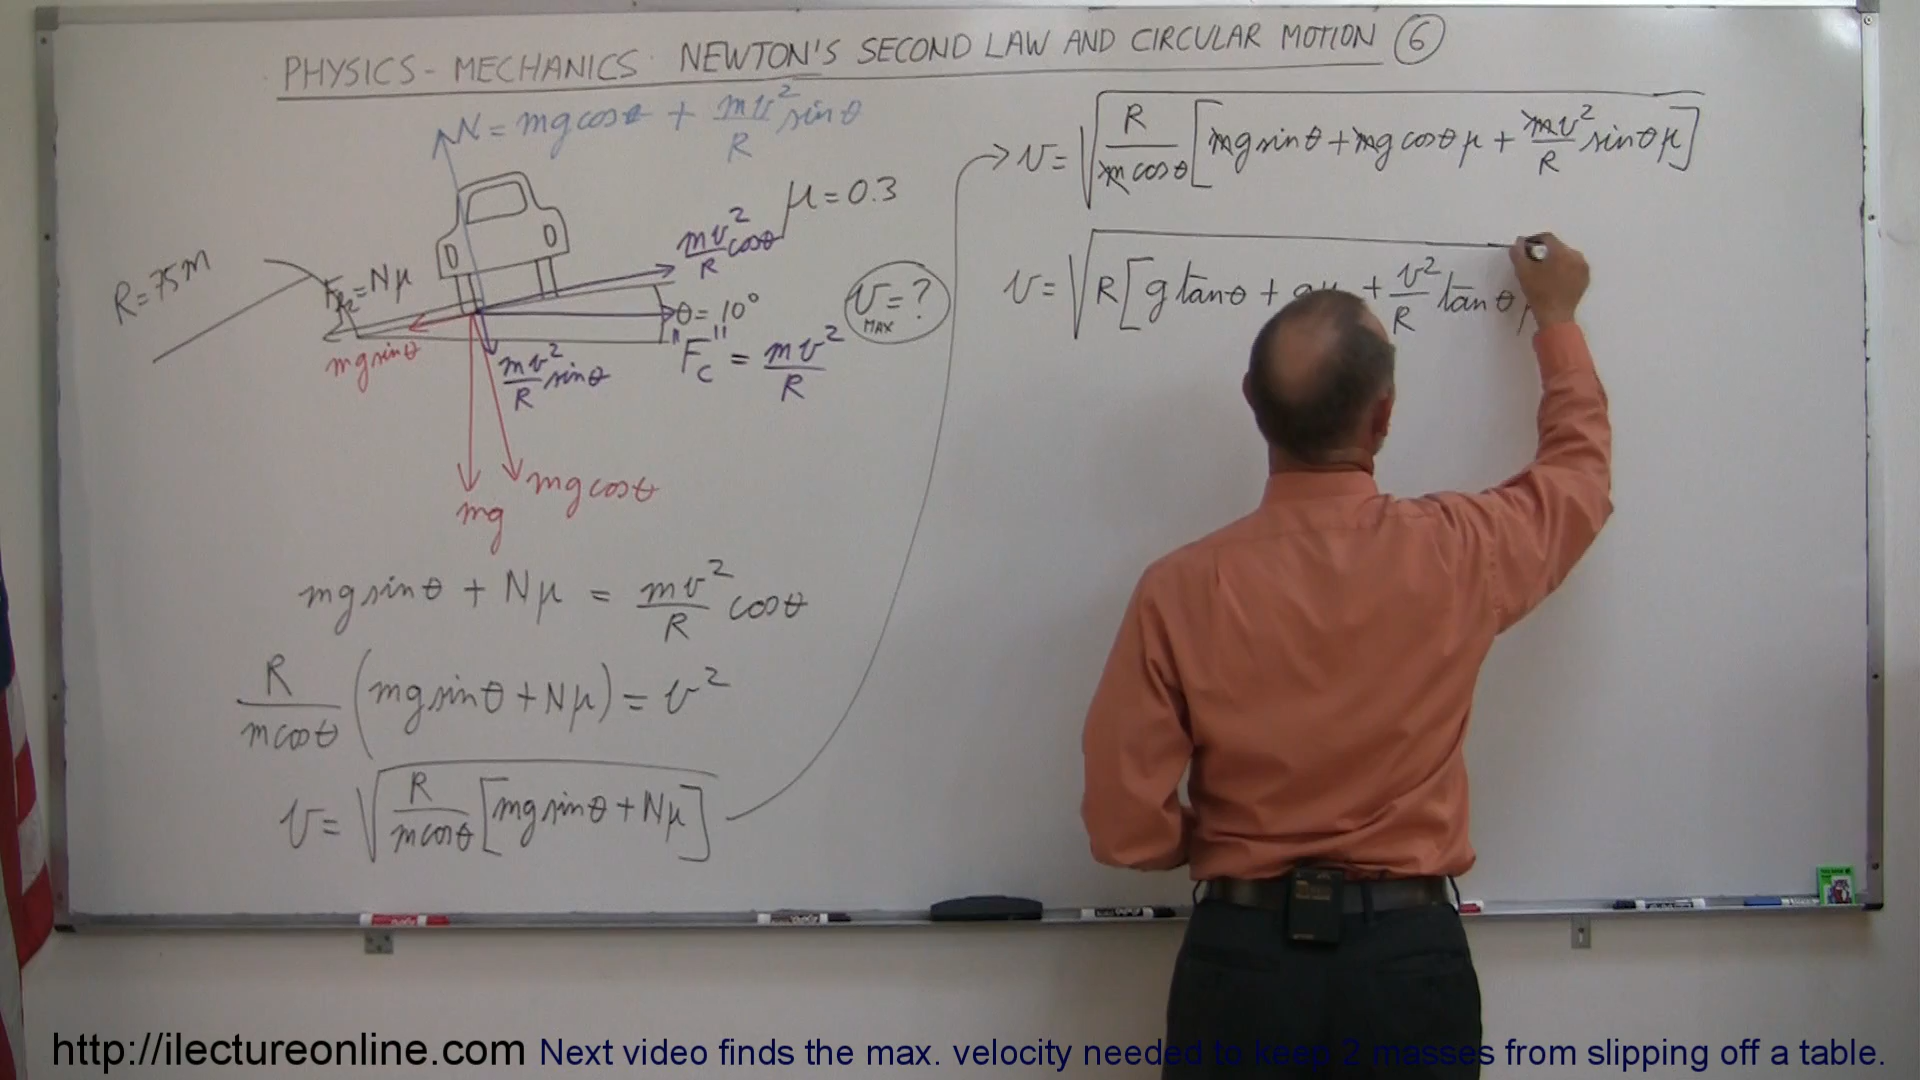 PHYSICS - MECHANICS NEWTON'S SECOND LAW AND CIRCULAR MOTION ⑥
N = mg cosθ + mv²/R sinθ
μ = 0.3
mv²/R cosθ
R = 75 M
= Nμ
θ = 10°
v = ?
MAX
mg sinθ
mv²/R sinθ
"Fc" = mv²/R
mg cosθ
mg
mg sinθ + Nμ = mv²/R cosθ
R/(m cosθ) (mg sinθ + Nμ) = v²
v = √(R/(m cosθ) [mg sinθ + Nμ])
v = √(R/(m cosθ) [mg sinθ + mg cosθ μ + mv²/R sinθ μ])
v = √(R [g tanθ + + v²/R tanθ
http://ilectureonline.com Next video finds the max. velocity needed to keep 2 masses from slipping off a table.